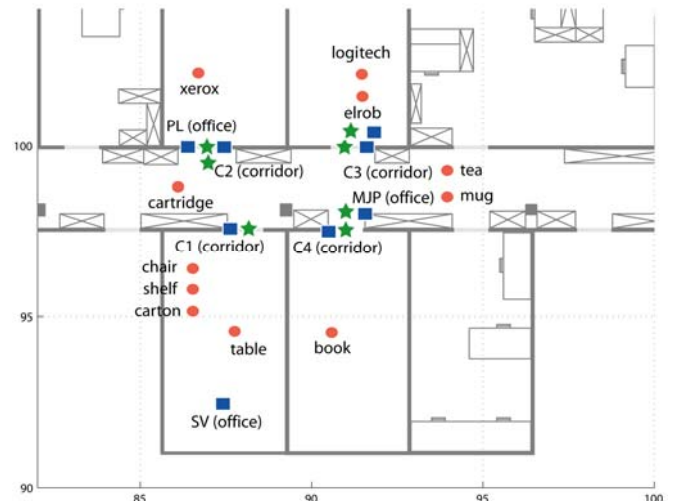 logitech
xerox
elrob
PL (office)
100
C2 (corridor)
C3 (corridor)
tea
MJP (office)
mug
cartridge
C1 (corridor)
C4 (corridor)
chair
shelf
carton
95
table
book
SV (office)
90
85
90
95
100